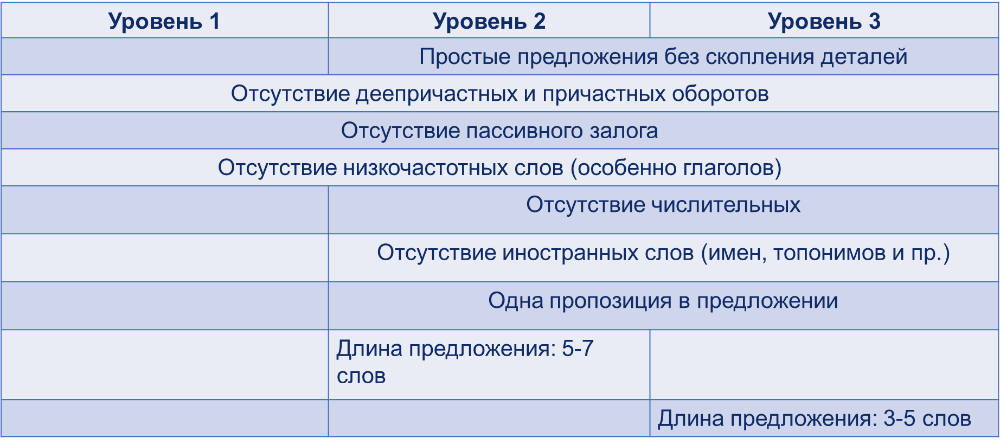 Уровень 1
Уровень 2
Уровень 3
Простые предложения без скопления деталей
Отсутствие деепричастных и причастных оборотов
Отсутствие пассивного залога
Отсутствие низкочастотных слов (особенно глаголов)
Отсутствие числительных
Отсутствие иностранных слов (имен, топонимов и пр.)
Одна пропозиция в предложении
Длина предложения: 5-7
слов
Длина предложения: 3-5 слов